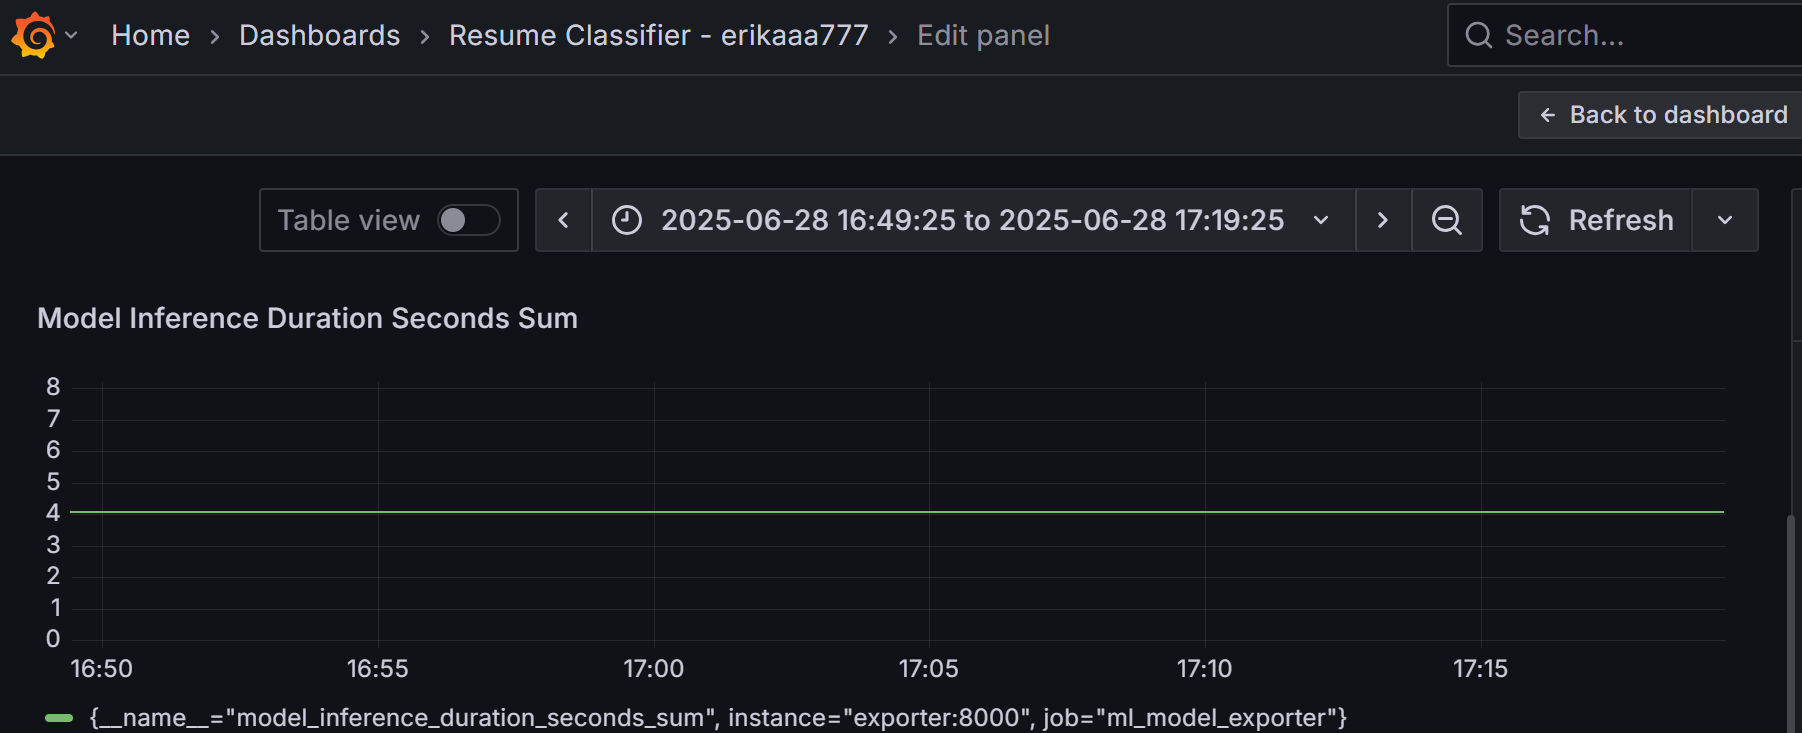 Home › Dashboards › Resume Classifier - erikaaa777 › Edit panel
Search...
← Back to dashboard
Table view
2025-06-28 16:49:25 to 2025-06-28 17:19:25
Refresh
Model Inference Duration Seconds Sum
8
7
6
5
4
3
2
1
0
16:50 16:55 17:00 17:05 17:10 17:15
{__name__="model_inference_duration_seconds_sum", instance="exporter:8000", job="ml_model_exporter"}